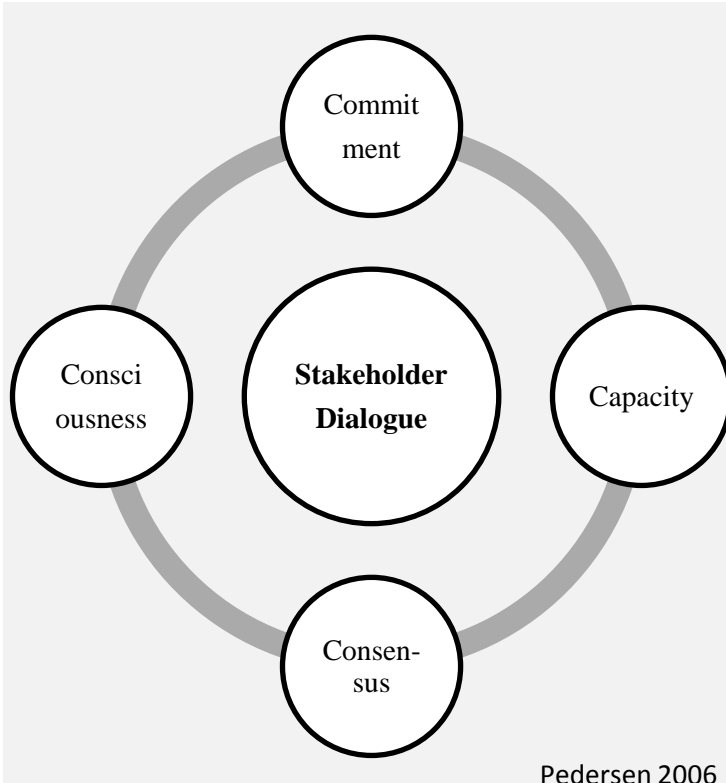 Commit
ment
Consci
ousness
Stakeholder
Dialogue
Capacity
Consen-
sus
Pedersen 2006